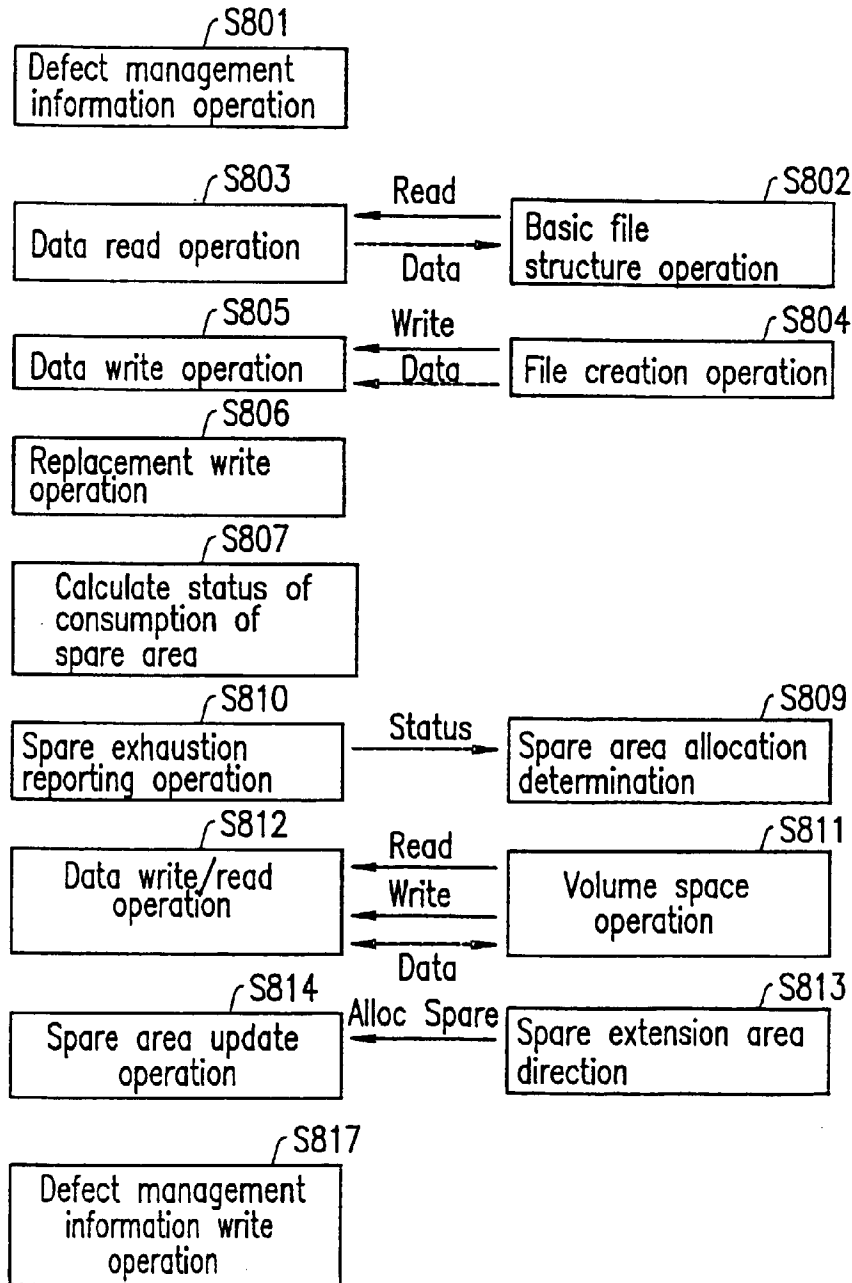 S801
Defect management
information operation
S803
Data read operation
Read
Data
S802
Basic file
structure operation
S805
Data write operation
Write
Data
S804
File creation operation
S806
Replacement write
operation
S807
Calculate status of
consumption of
spare area
S810
Spare exhaustion
reporting operation
Status
S809
Spare area allocation
determination
S812
Data write/read
operation
Read
Write
Data
S811
Volume space
operation
S814
Spare area update
operation
Alloc Spare
S813
Spare extension area
direction
S817
Defect management
information write
operation